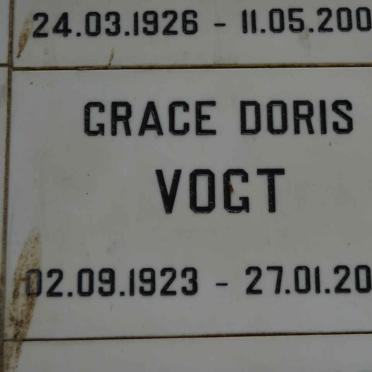 24.03.1926 - 11.05.200
GRACE DORIS
VOGT
02.09.1923 - 27.01.20